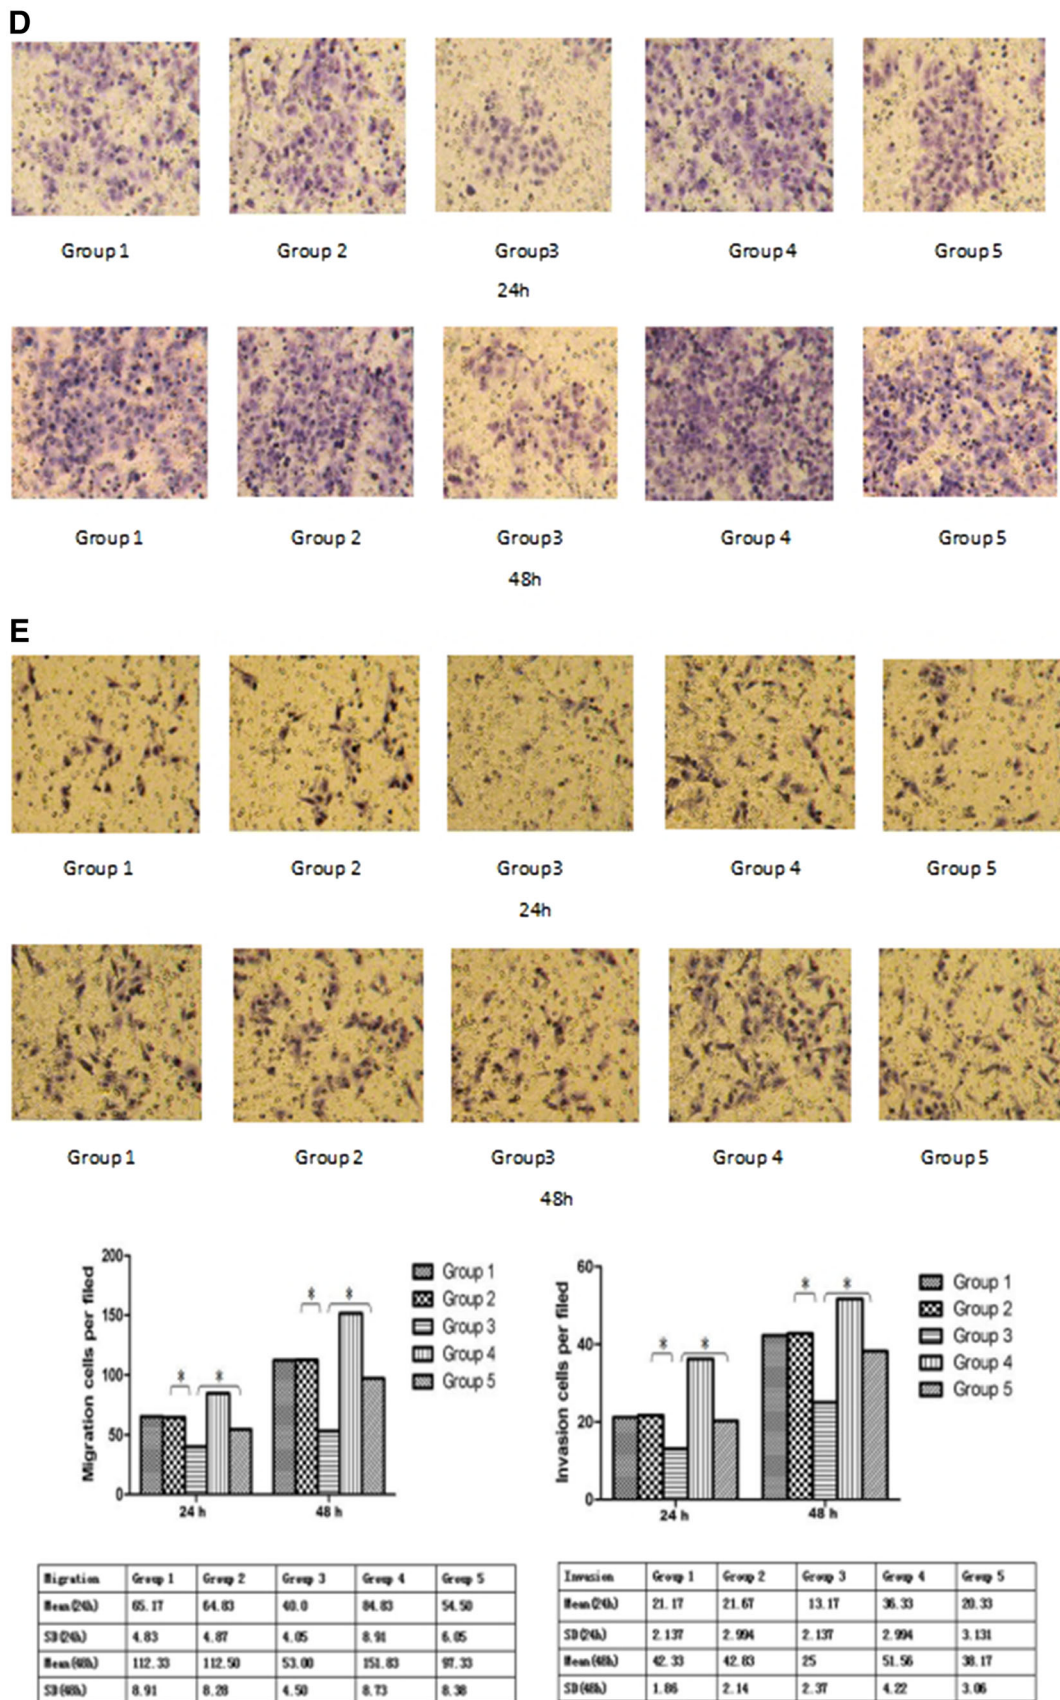 D
Group 1 Group 2 Group3 Group 4 Group 5
24h
Group 1 Group 2 Group3 Group 4 Group 5
48h
E
Group 1 Group 2 Group3 Group 4 Group 5
24h
Group 1 Group 2 Group3 Group 4 Group 5
48h
Migration cells per filed
200
150
100
50
0
* * * *
24 h 48 h
Group 1
Group 2
Group 3
Group 4
Group 5
Invasion cells per filed
60
40
20
0
* * * *
24 h 48 h
Group 1
Group 2
Group 3
Group 4
Group 5
Migration Group 1 Group 2 Group 3 Group 4 Group 5
Mean(24h) 65.17 64.83 40.0 84.83 54.50
SD(24h) 4.83 4.87 4.05 8.91 6.05
Mean(48h) 112.33 112.50 53.00 151.83 97.33
SD(48h) 8.91 8.28 4.50 8.73 8.38
Invasion Group 1 Group 2 Group 3 Group 4 Group 5
Mean(24h) 21.17 21.67 13.17 36.33 20.33
SD(24h) 2.137 2.994 2.137 2.994 3.131
Mean(48h) 42.33 42.83 25 51.56 38.17
SD(48h) 1.86 2.14 2.37 4.22 3.06